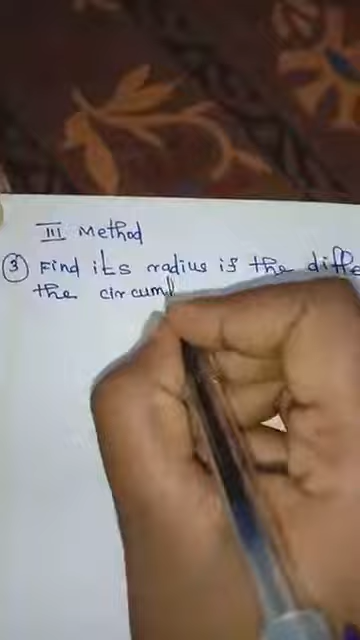 III Method
③ Find its radius if the diffe
the circum